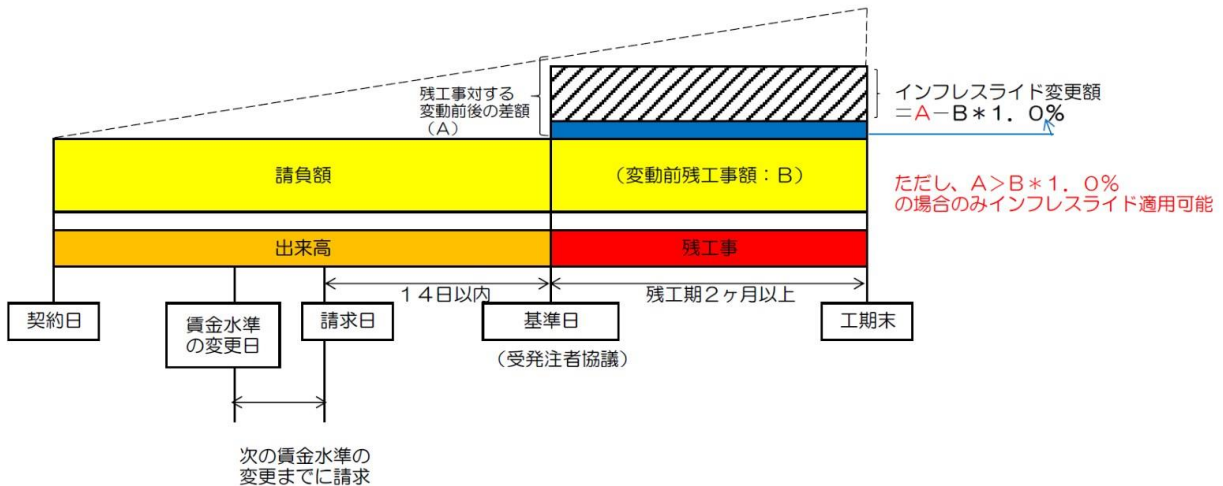 残工事対する
変動前後の差額
（A）
インフレスライド変更額
＝A－B＊１．０％
請負額
（変動前残工事額：B）
ただし、A＞B＊１．０％
の場合のみインフレスライド適用可能
出来高
残工事
１４日以内
残工期２ヶ月以上
契約日
賃金水準
の変更日
請求日
基準日
工期末
（受発注者協議）
次の賃金水準の
変更までに請求